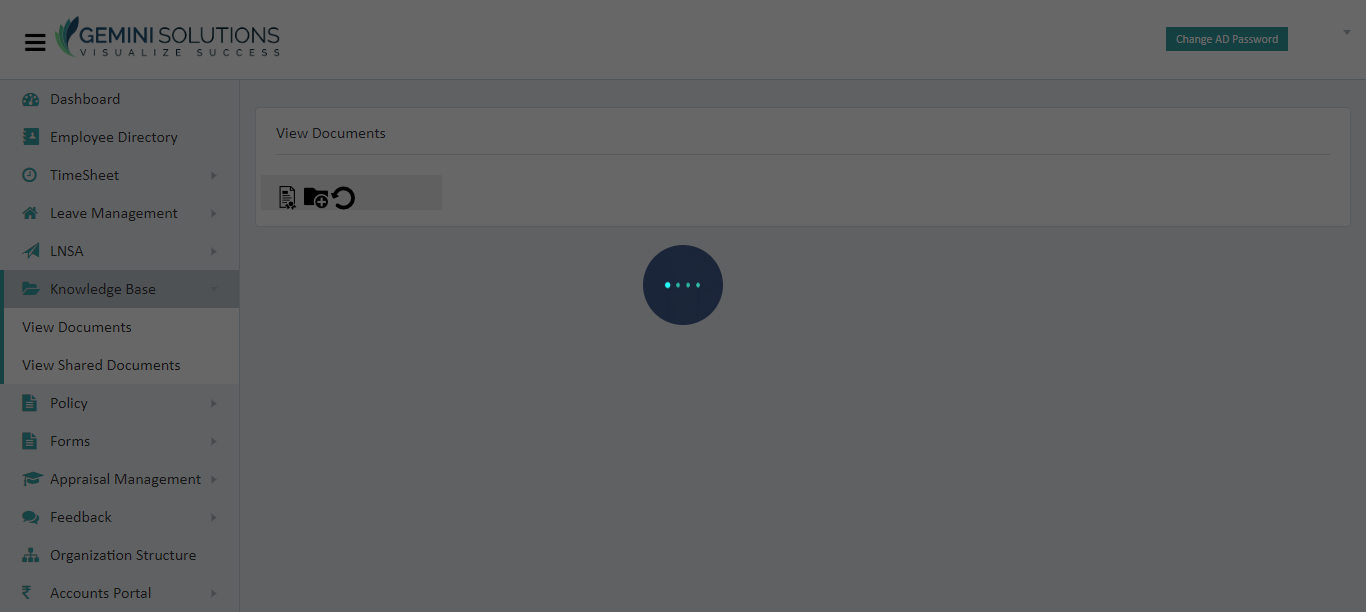 GEMINI SOLUTIONS
VISUALIZE SUCCESS
Change AD Password
Dashboard
Employee Directory
TimeSheet
Leave Management
LNSA
Knowledge Base
View Documents
View Shared Documents
Policy
Forms
Appraisal Management
Feedback
Organization Structure
Accounts Portal
View Documents